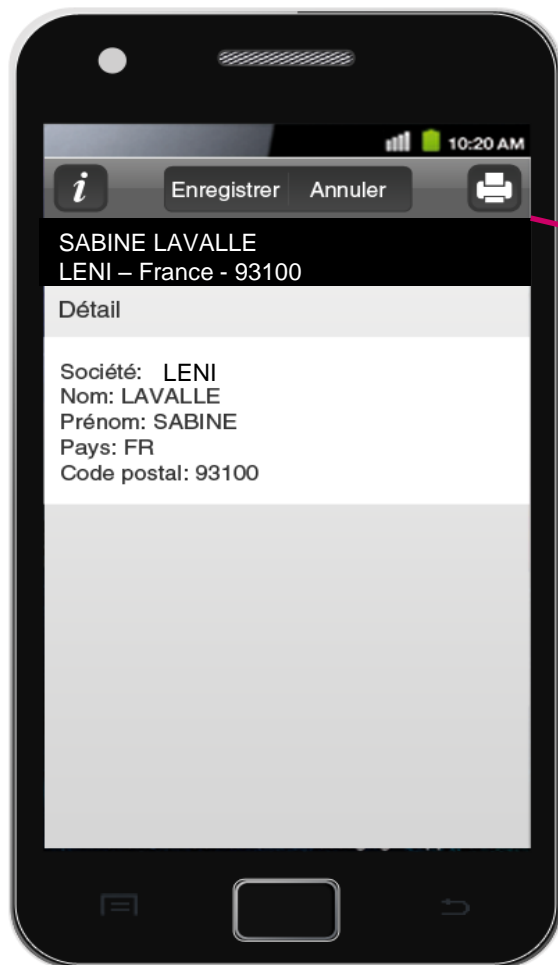 10:20 AM
i Enregistrer Annuler
SABINE LAVALLE
LENI – France - 93100
Détail
Société: LENI
Nom: LAVALLE
Prénom: SABINE
Pays: FR
Code postal: 93100